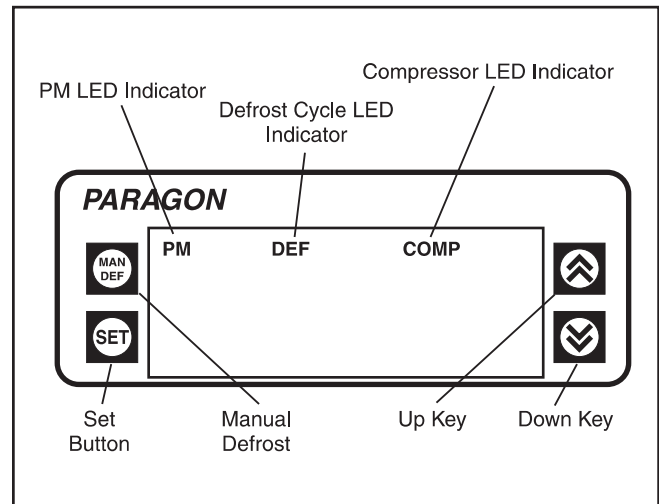 Compressor LED Indicator
PM LED Indicator
Defrost Cycle LED
Indicator
PARAGON
PM DEF COMP
MAN
DEF
SET
Set
Button
Manual
Defrost
Up Key
Down Key